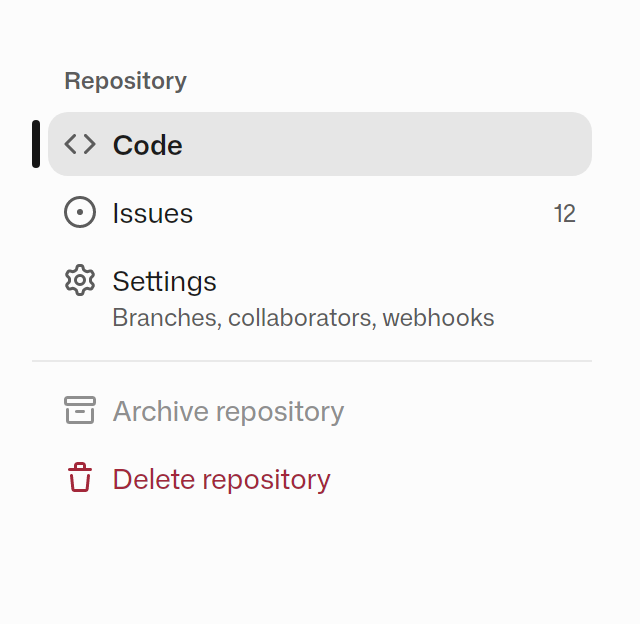 Repository
Code
Issues 12
Settings
Branches, collaborators, webhooks
Archive repository
Delete repository